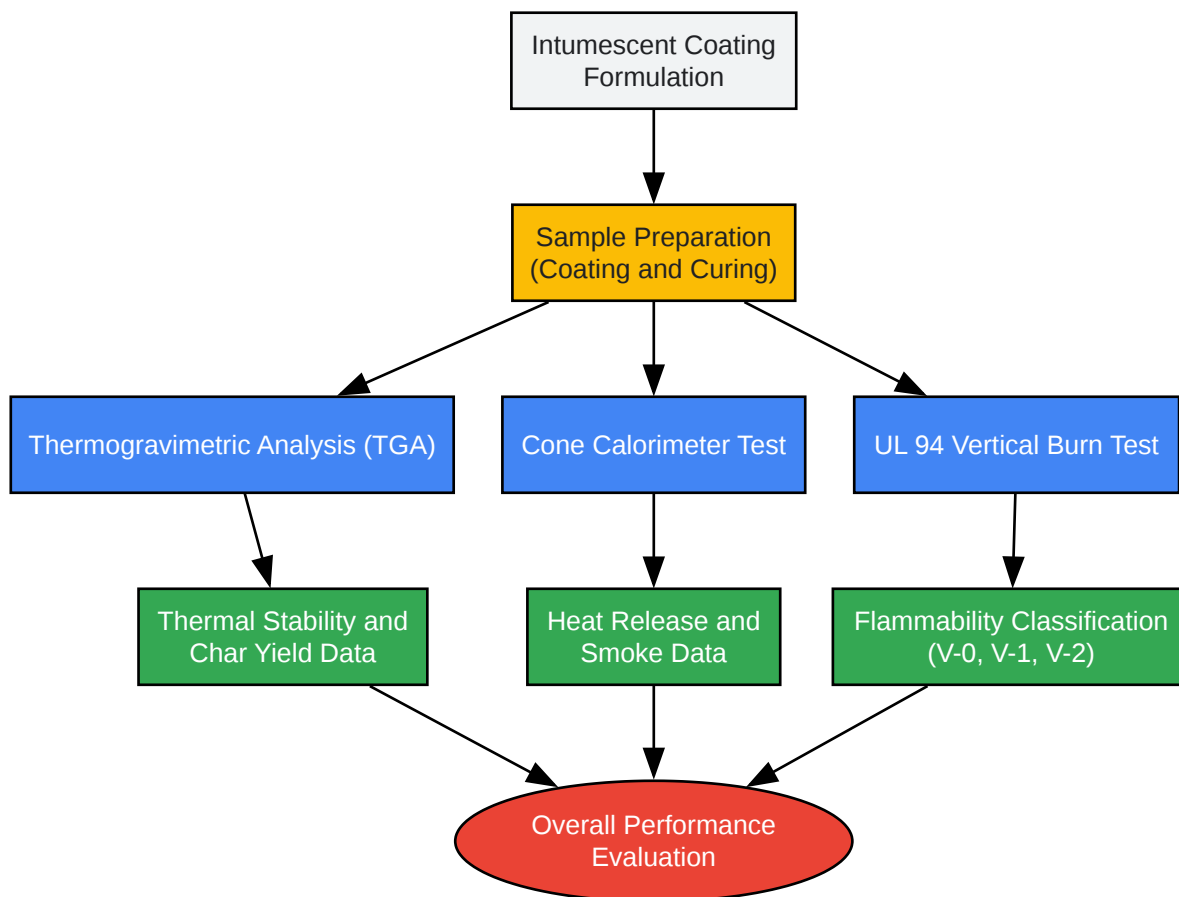 Intumescent Coating
Formulation
Sample Preparation
(Coating and Curing)
Thermogravimetric Analysis (TGA)
Cone Calorimeter Test
UL 94 Vertical Burn Test
Thermal Stability and
Char Yield Data
Heat Release and
Smoke Data
Flammability Classification
(V-0, V-1, V-2)
Overall Performance
Evaluation